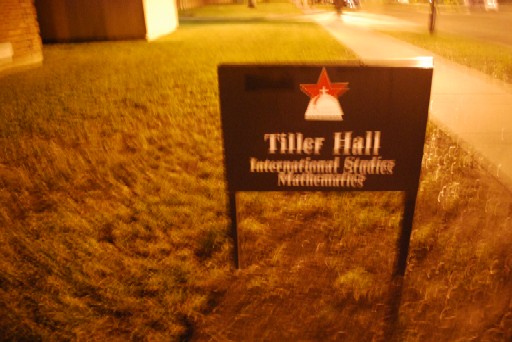 Tiller Hall
International Studies
Mathematics